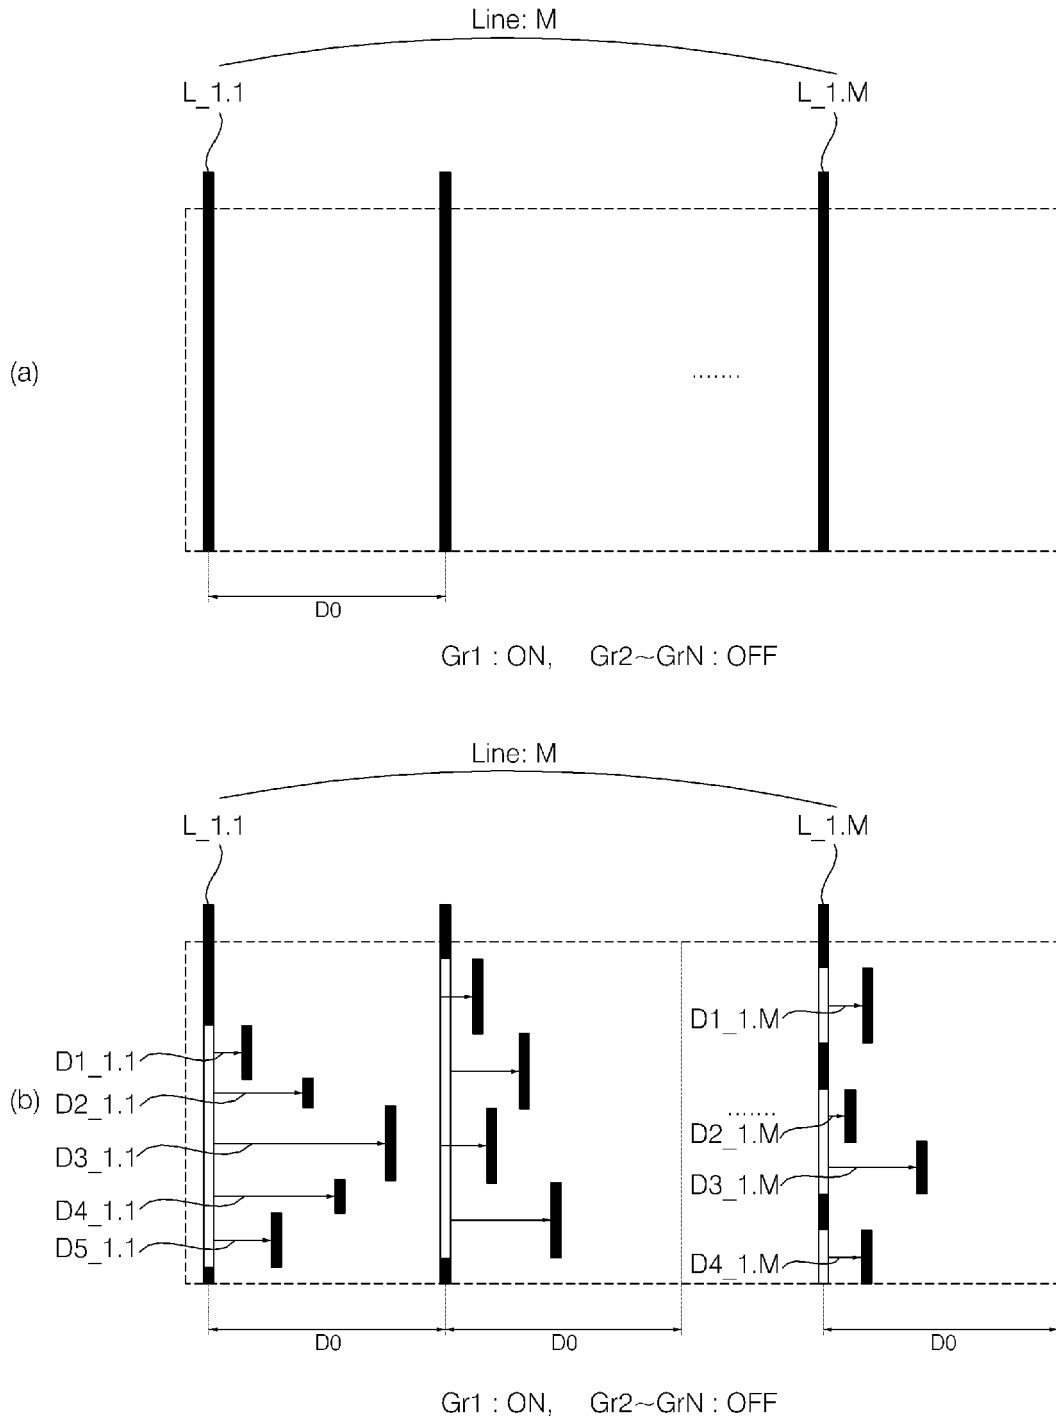 Line: M
L_1.1
L_1.M
(a)
.......
D0
Gr1 : ON, Gr2~GrN : OFF
Line: M
L_1.1
L_1.M
D1_1.M
D1_1.1
(b)
D2_1.1
.......
D2_1.M
D3_1.1
D3_1.M
D4_1.1
D5_1.1
D4_1.M
D0
D0
D0
Gr1 : ON, Gr2~GrN : OFF